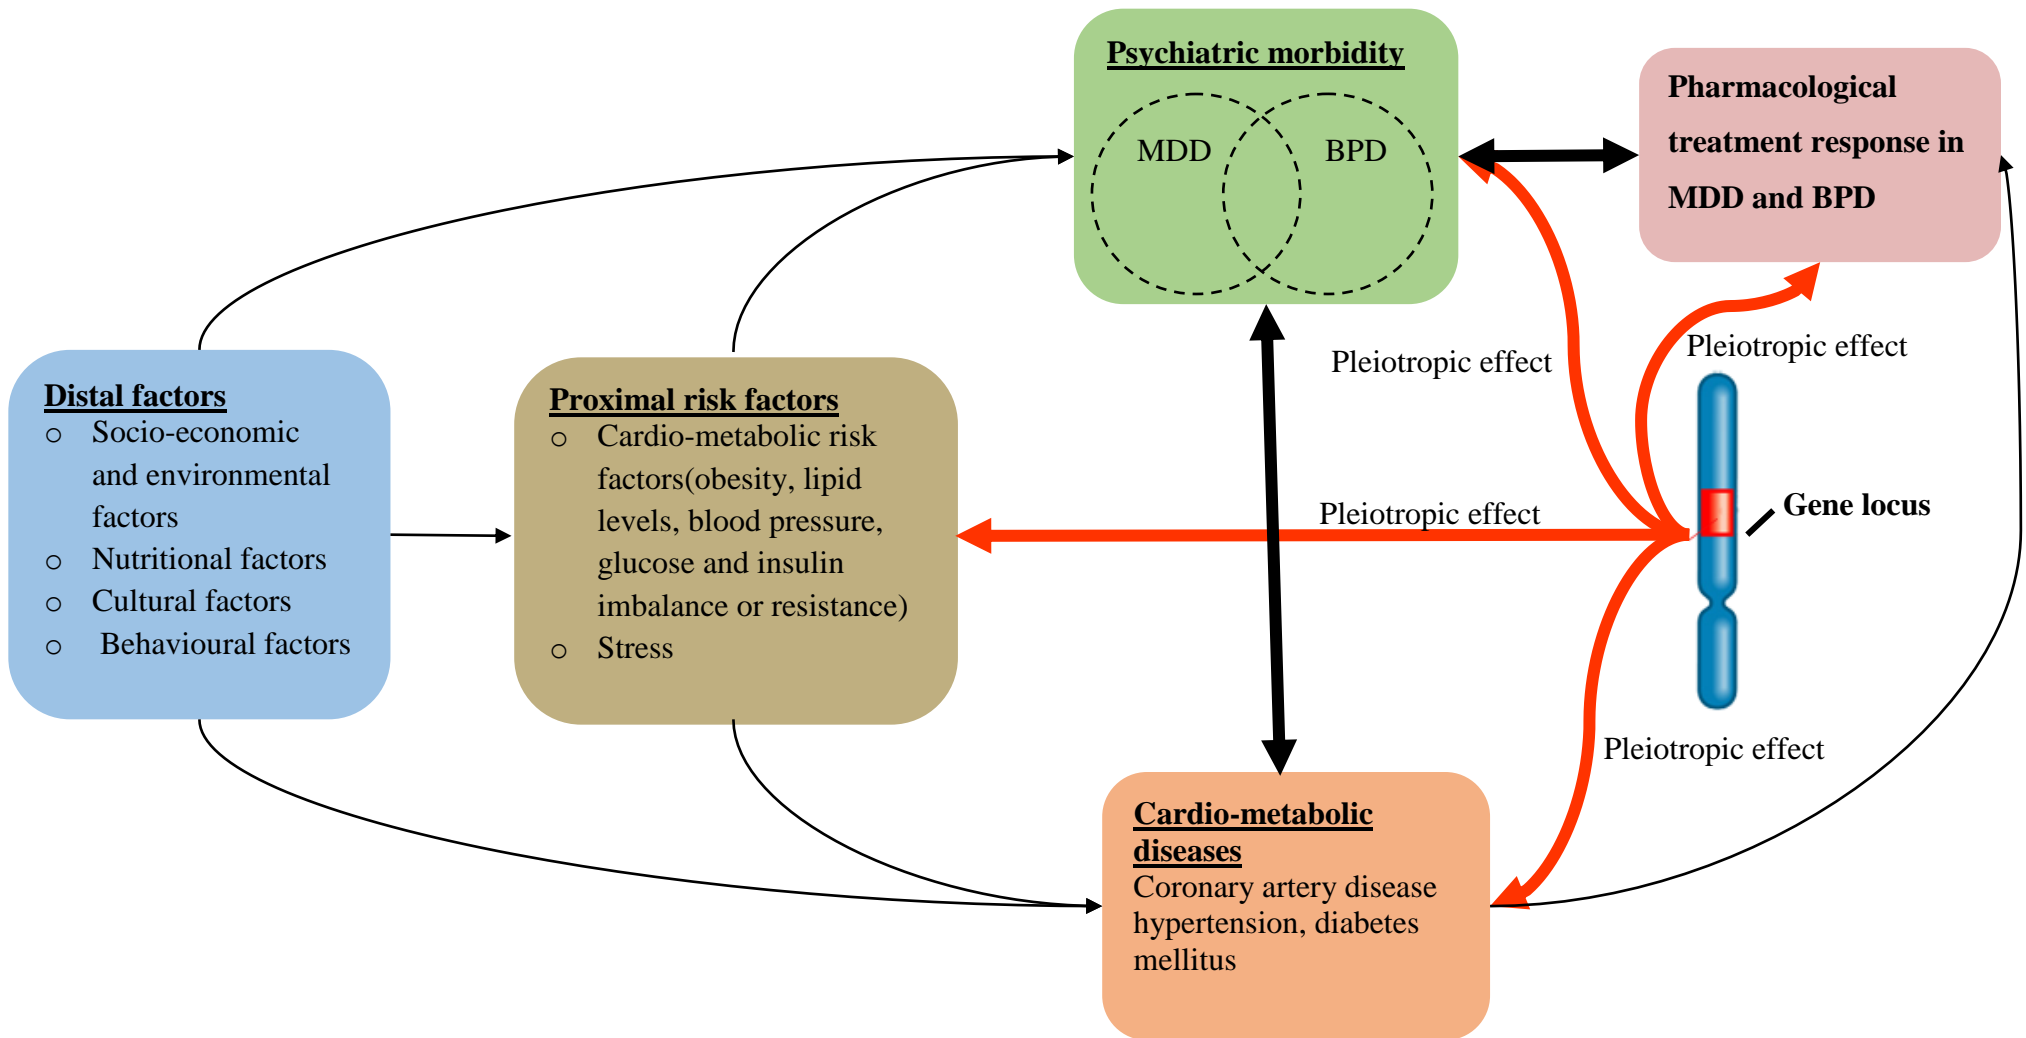 Psychiatric morbidity
MDD
BPD
Pharmacological
treatment response in
MDD and BPD
Pleiotropic effect
Pleiotropic effect
Distal factors
o Socio-economic
and environmental
factors
o Nutritional factors
o Cultural factors
o Behavioural factors
Proximal risk factors
o Cardio-metabolic risk
factors(obesity, lipid
levels, blood pressure,
glucose and insulin
imbalance or resistance)
o Stress
Pleiotropic effect
Gene locus
Pleiotropic effect
Cardio-metabolic
diseases
Coronary artery disease
hypertension, diabetes
mellitus